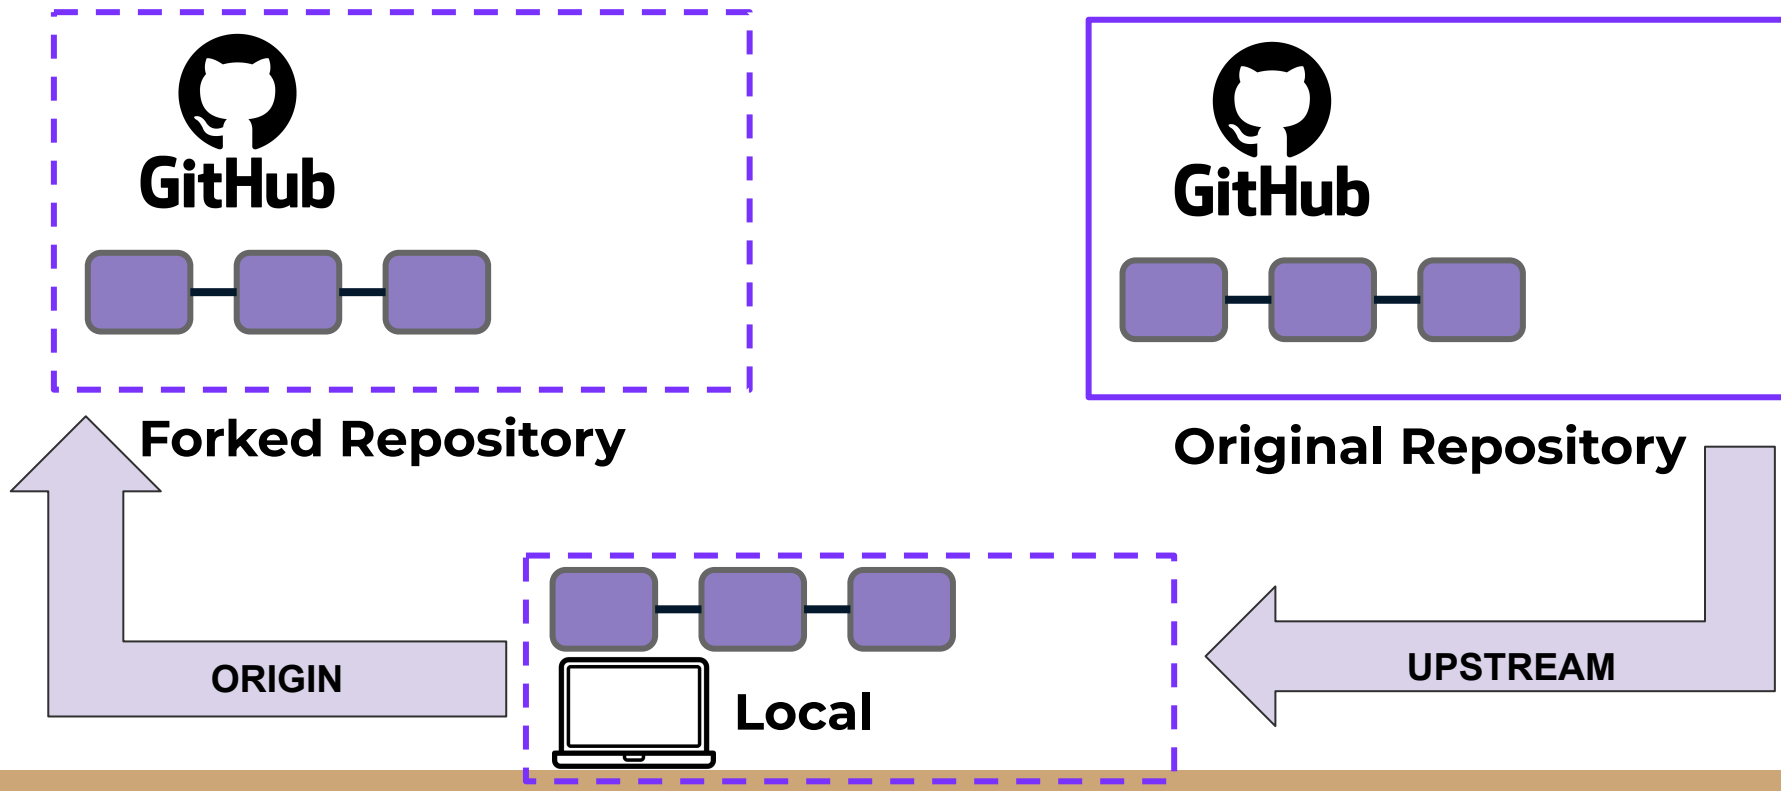 GitHub
GitHub
Forked Repository
Original Repository
ORIGIN
UPSTREAM
Local